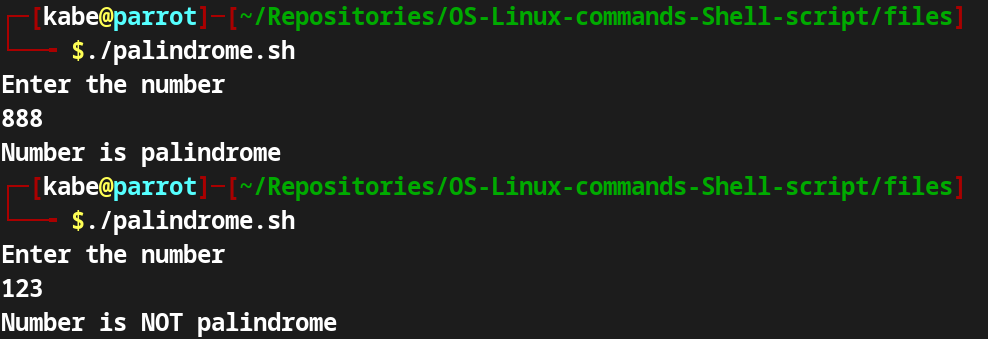 ┌─[kabe@parrot]─[~/Repositories/OS-Linux-commands-Shell-script/files]
└──╼ $./palindrome.sh
Enter the number
888
Number is palindrome
┌─[kabe@parrot]─[~/Repositories/OS-Linux-commands-Shell-script/files]
└──╼ $./palindrome.sh
Enter the number
123
Number is NOT palindrome